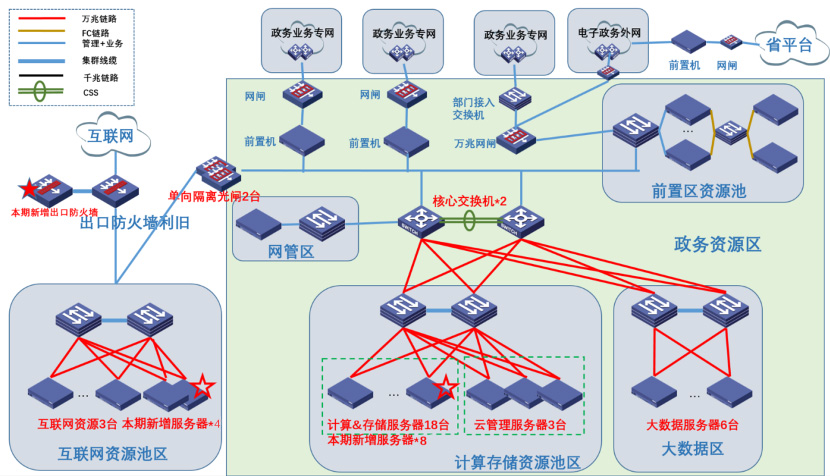 万兆链路
FC链路
管理+业务
集群线缆
千兆链路
CSS
政务业务专网
政务业务专网
政务业务专网
电子政务外网
省平台
前置机
网闸
网闸
网闸
部门接入
交换机
前置机
前置机
万兆网闸
...
前置区资源池
互联网
本期新增出口防火墙
出口防火墙利旧
单向隔离光闸2台
核心交换机*2
SWITCH
SWITCH
网管区
政务资源区
...
互联网资源3台
本期新增服务器*4
互联网资源池区
...
计算&存储服务器18台
本期新增服务器*8
云管理服务器3台
计算存储资源池区
...
大数据服务器6台
大数据区